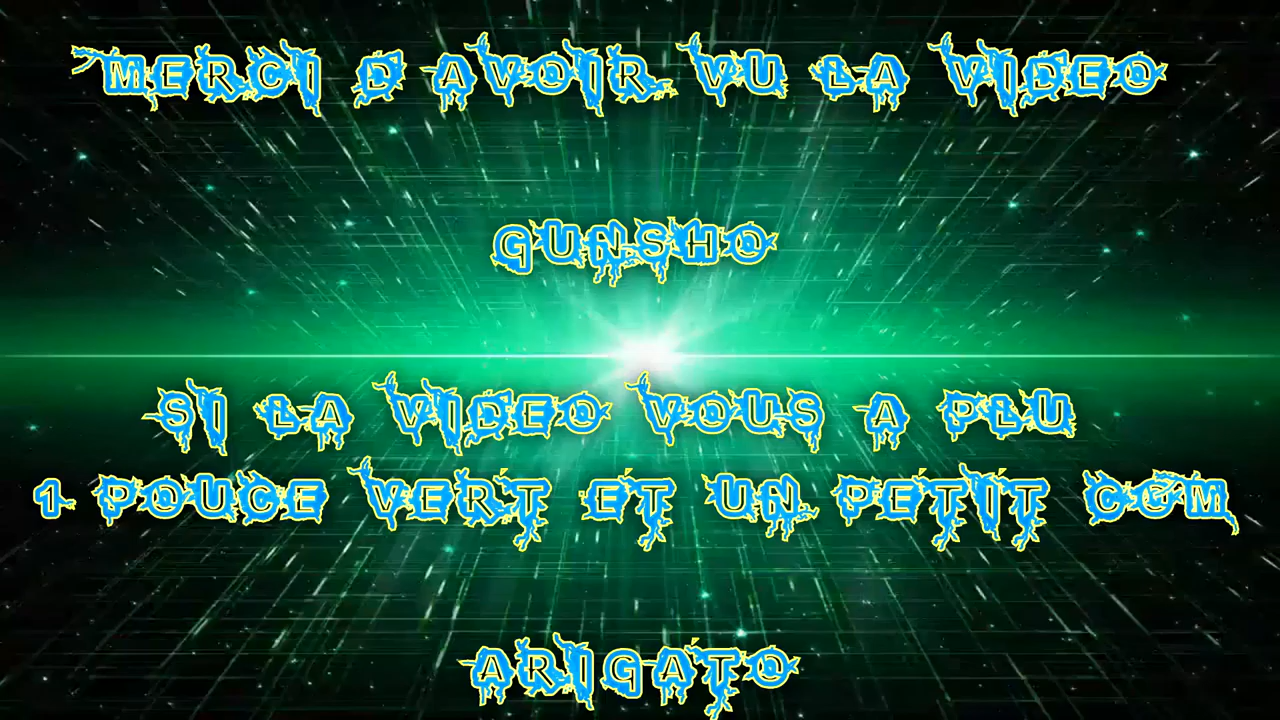 MERCI D AVOIR VU LA VIDEO
GUNSHO
SI LA VIDEO VOUS A PLU
1 POUCE VERT ET UN PETIT COM
ARIGATO